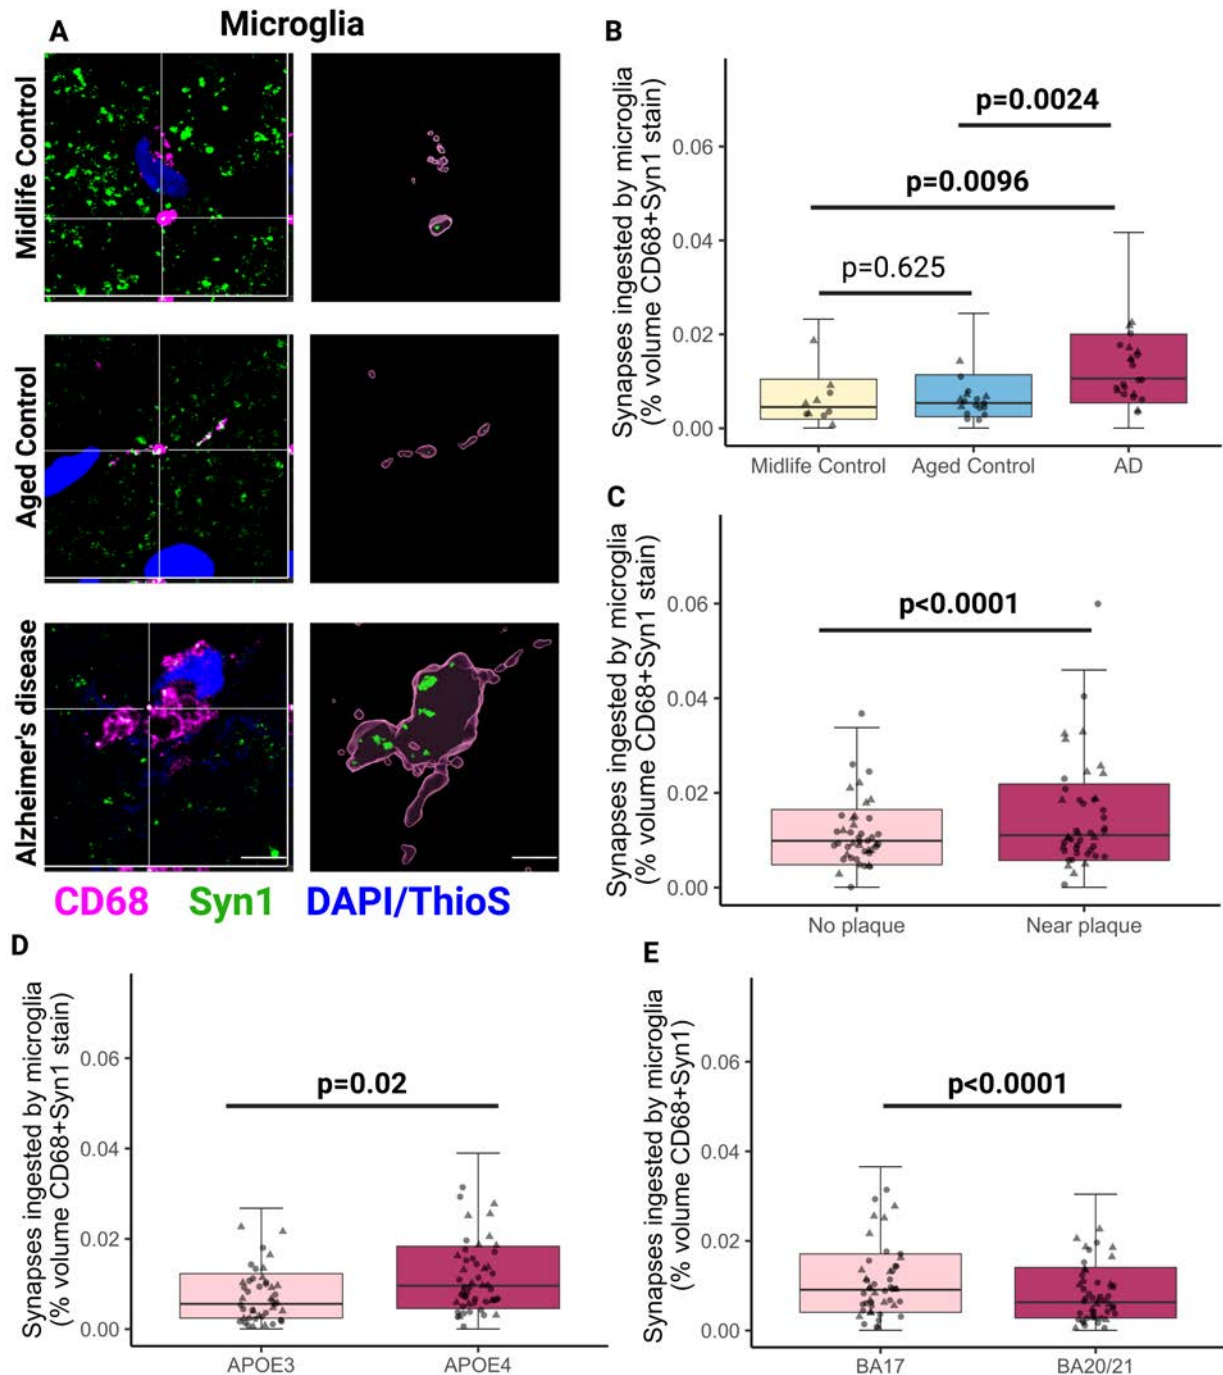 A
Microglia
Midlife Control
Aged Control
Alzheimer's disease
CD68 Syn1 DAPI/ThioS
B
Synapses ingested by microglia
(% volume CD68+Syn1 stain)
0.06
0.04
0.02
0.00
p=0.0024
p=0.0096
p=0.625
Midlife Control Aged Control AD
C
Synapses ingested by microglia
(% volume CD68+Syn1 stain)
0.06
0.04
0.02
0.00
p<0.0001
No plaque Near plaque
D
Synapses ingested by microglia
(% volume CD68+Syn1 stain)
0.06
0.04
0.02
0.00
p=0.02
APOE3 APOE4
E
Synapses ingested by microglia
(% volume CD68+Syn1)
0.06
0.04
0.02
0.00
p<0.0001
BA17 BA20/21